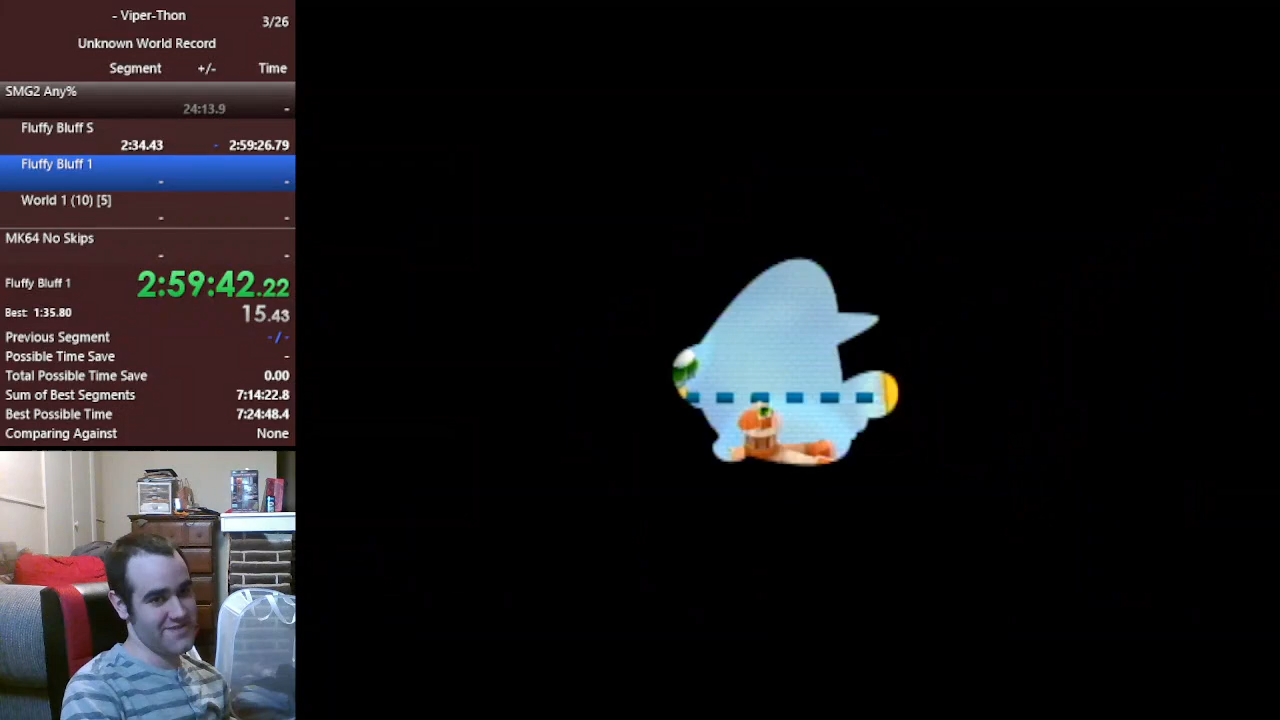 - Viper-Thon
3/26
Unknown World Record
Segment +/- Time
SMG2 Any%
24:13.9 -
Fluffy Bluff S
2:34.43 - 2:59:26.79
Fluffy Bluff 1
- -
World 1 (10) [5]
- -
MK64 No Skips
- -
Fluffy Bluff 1 2:59:42.22
Best: 1:35.80 15.43
Previous Segment - / -
Possible Time Save -
Total Possible Time Save 0.00
Sum of Best Segments 7:14:22.8
Best Possible Time 7:24:48.4
Comparing Against None